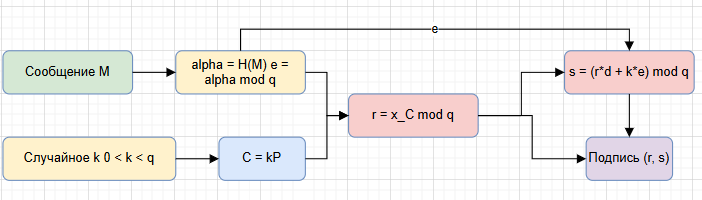 e
Сообщение M
alpha = H(M) e =
alpha mod q
s = (r*d + k*e) mod q
r = x_C mod q
Случайное k 0 < k < q
C = kP
Подпись (r, s)